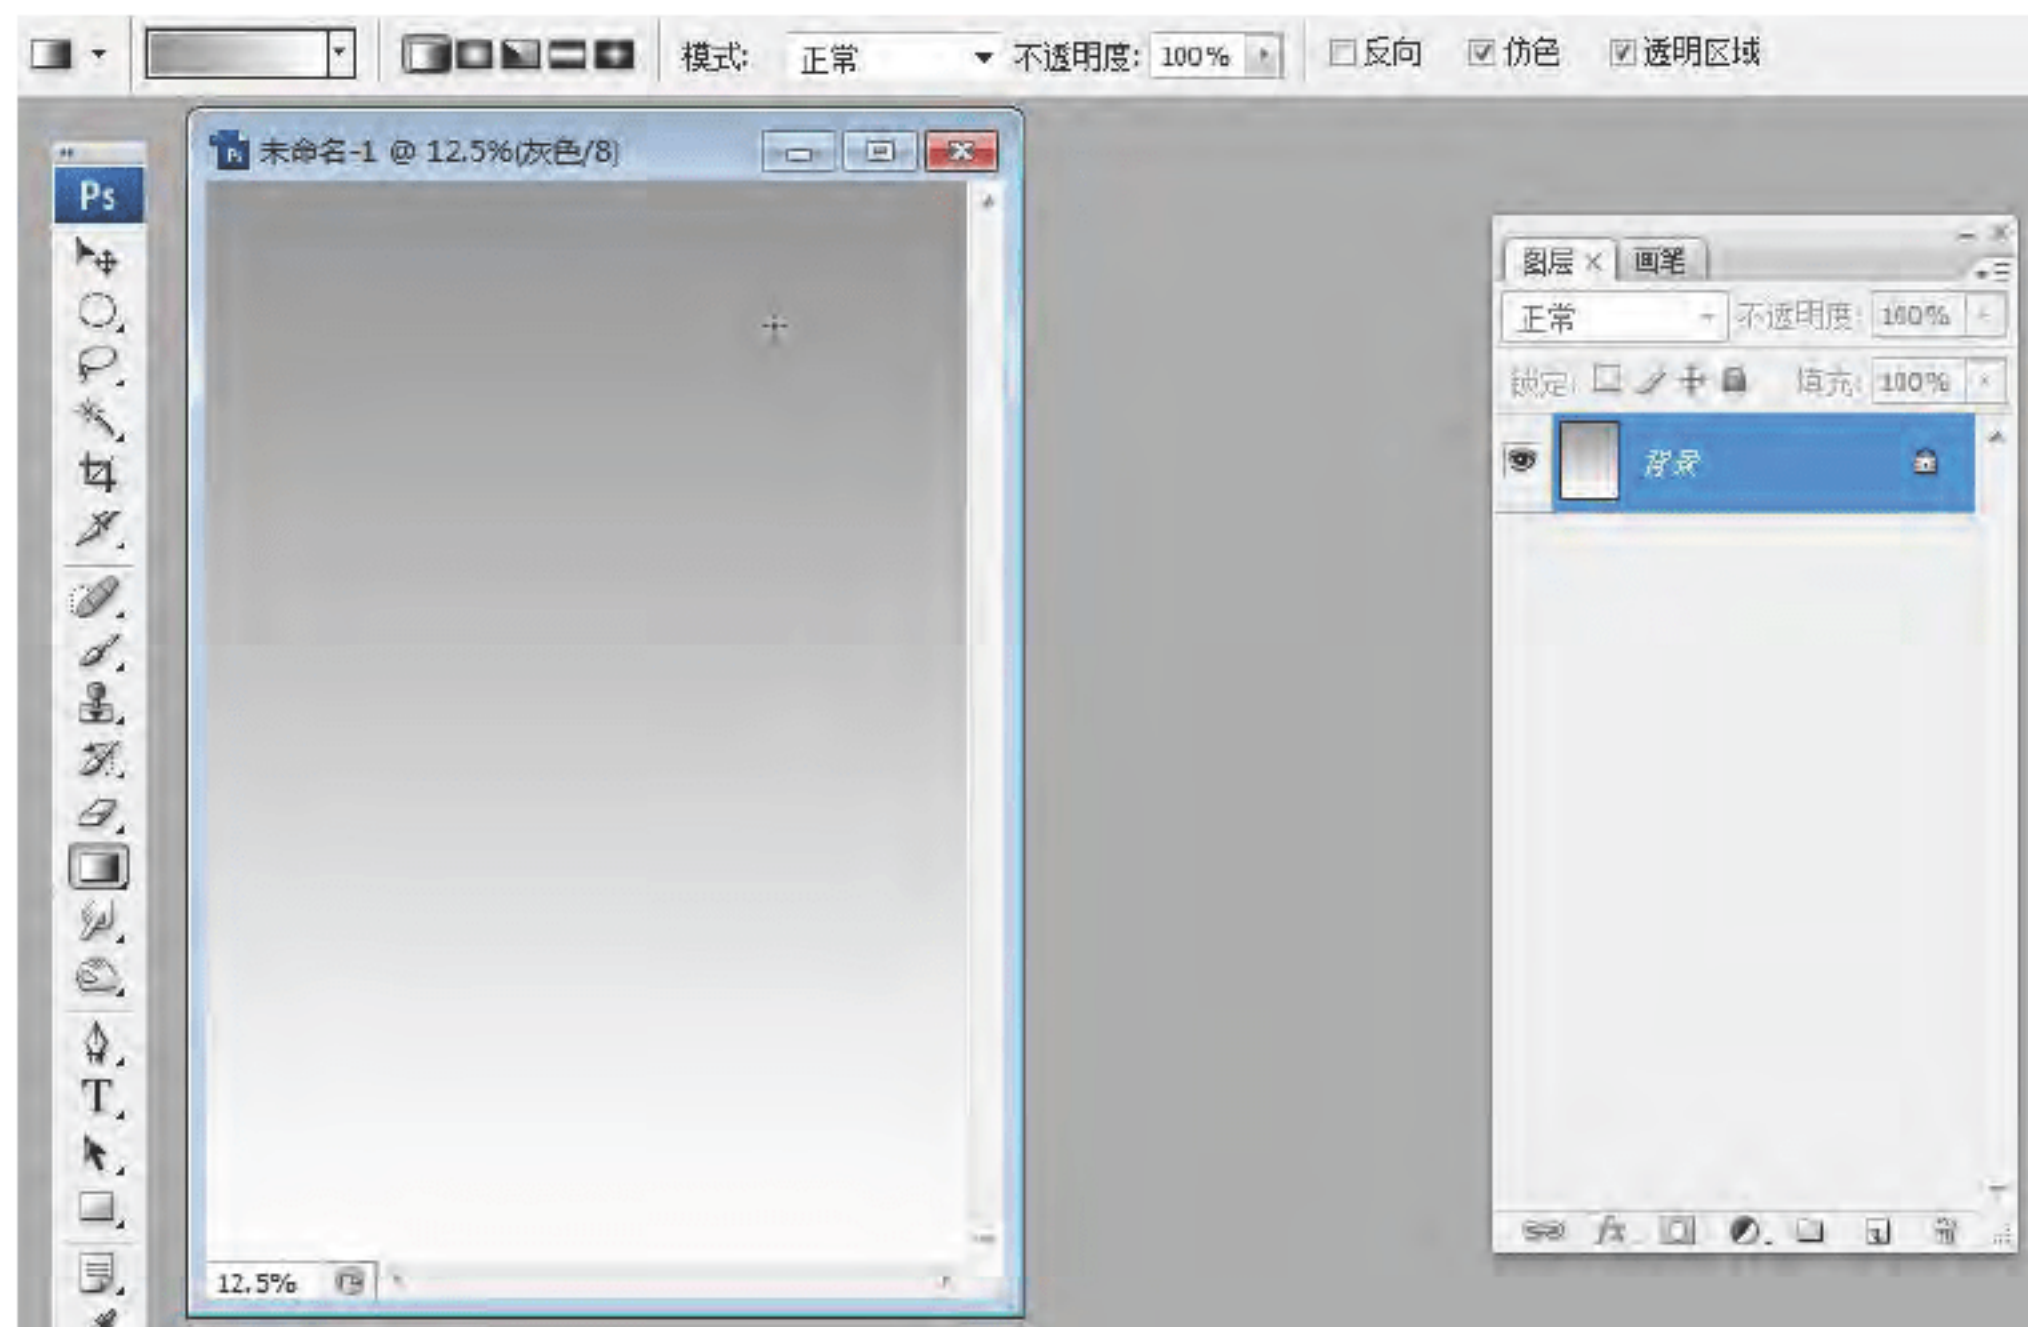 模式: 正常 不透明度: 100% 反向 仿色 透明区域
未命名-1 @ 12.5%(灰色/8)
Ps
图层 × 画笔
正常 不透明度: 100%
锁定: 填充: 100%
背景
T
fx
12.5%